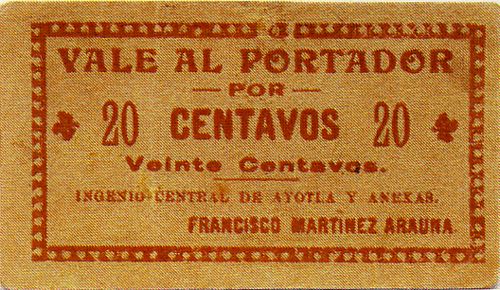 VALE AL PORTADOR
— POR —
20 CENTAVOS 20
Veinte Centavos.
INGENIO CENTRAL DE AYOTLA Y ANEXAS.
FRANCISCO MARTINEZ ARAUNA.